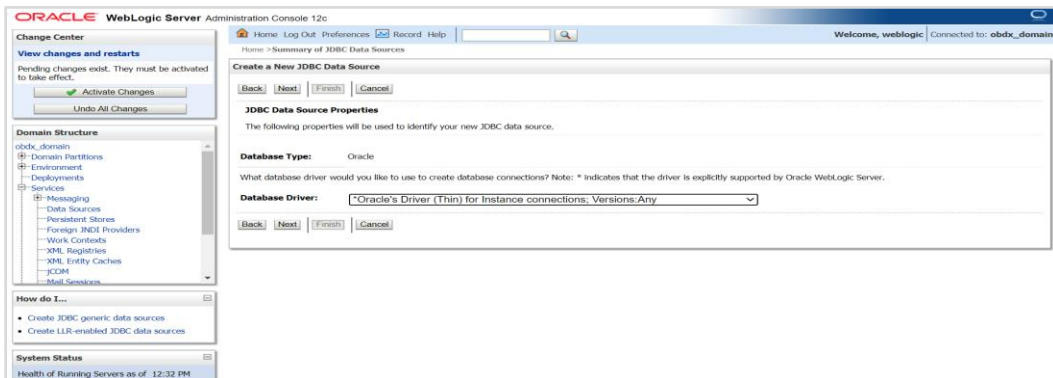 ORACLE WebLogic Server Administration Console 12c
Change Center
View changes and restarts
Pending changes exist. They must be activated
to take effect.
Activate Changes
Undo All Changes
Domain Structure
obdx_domain
Domain Partitions
Environment
Deployments
Services
Messaging
Data Sources
Persistent Stores
Foreign JNDI Providers
Work Contexts
XML Registries
XML Entity Caches
jCOM
Mail Sessions
How do I...
Create JDBC generic data sources
Create LLR-enabled JDBC data sources
System Status
Health of Running Servers as of 12:32 PM
Home Log Out Preferences Record Help
Welcome, weblogic Connected to: obdx_domain
Home >Summary of JDBC Data Sources
Create a New JDBC Data Source
Back Next Finish Cancel
JDBC Data Source Properties
The following properties will be used to identify your new JDBC data source.
Database Type: Oracle
What database driver would you like to use to create database connections? Note: * indicates that the driver is explicitly supported by Oracle WebLogic Server.
Database Driver: *Oracle's Driver (Thin) for Instance connections; Versions:Any
Back Next Finish Cancel